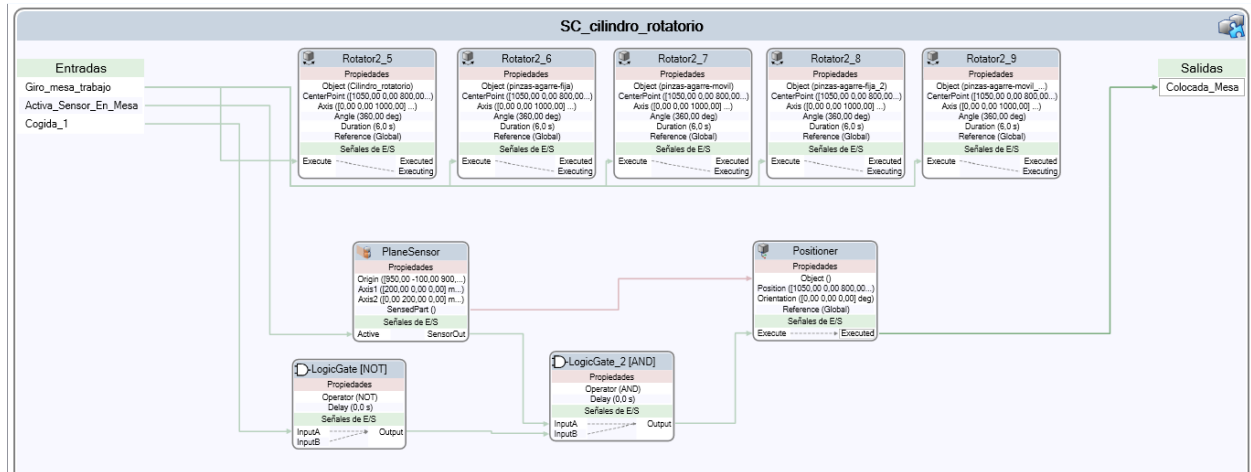 SC_cilindro_rotatorio
Entradas
Giro_mesa_trabajo
Activa_Sensor_En_Mesa
Cogida_1
Rotator2_5
Propiedades
Object (Cilindro_rotatorio)
CenterPoint ([1050,00 0,00 800,00...)
Axis ([0,00 0,00 1000,00] ...)
Angle (360,00 deg)
Duration (6,0 s)
Reference (Global)
Señales de E/S
Execute Executed
Executing
Rotator2_6
Propiedades
Object (pinzas-agarre-fija)
CenterPoint ([1050,00 0,00 800,00...)
Axis ([0,00 0,00 1000,00] ...)
Angle (360,00 deg)
Duration (6,0 s)
Reference (Global)
Señales de E/S
Execute Executed
Executing
Rotator2_7
Propiedades
Object (pinzas-agarre-movil)
CenterPoint ([1050,00 0,00 800,00...)
Axis ([0,00 0,00 1000,00] ...)
Angle (360,00 deg)
Duration (6,0 s)
Reference (Global)
Señales de E/S
Execute Executed
Executing
Rotator2_8
Propiedades
Object (pinzas-agarre-fija_2)
CenterPoint ([1050,00 0,00 800,00...)
Axis ([0,00 0,00 1000,00] ...)
Angle (360,00 deg)
Duration (6,0 s)
Reference (Global)
Señales de E/S
Execute Executed
Executing
Rotator2_9
Propiedades
Object (pinzas-agarre-movil_...)
CenterPoint ([1050,00 0,00 800,00...)
Axis ([0,00 0,00 1000,00] ...)
Angle (360,00 deg)
Duration (6,0 s)
Reference (Global)
Señales de E/S
Execute Executed
Executing
Salidas
Colocada_Mesa
PlaneSensor
Propiedades
Origin ([950,00 -100,00 900,...)
Axis1 ([200,00 0,00 0,00] m...)
Axis2 ([0,00 200,00 0,00] m...)
SensedPart ()
Señales de E/S
Active SensorOut
Positioner
Propiedades
Object ()
Position ([1050,00 0,00 800,00...)
Orientation ([0,00 0,00 0,00] deg)
Reference (Global)
Señales de E/S
Execute Executed
LogicGate [NOT]
Propiedades
Operator (NOT)
Delay (0,0 s)
Señales de E/S
InputA Output
InputB
LogicGate_2 [AND]
Propiedades
Operator (AND)
Delay (0,0 s)
Señales de E/S
InputA Output
InputB